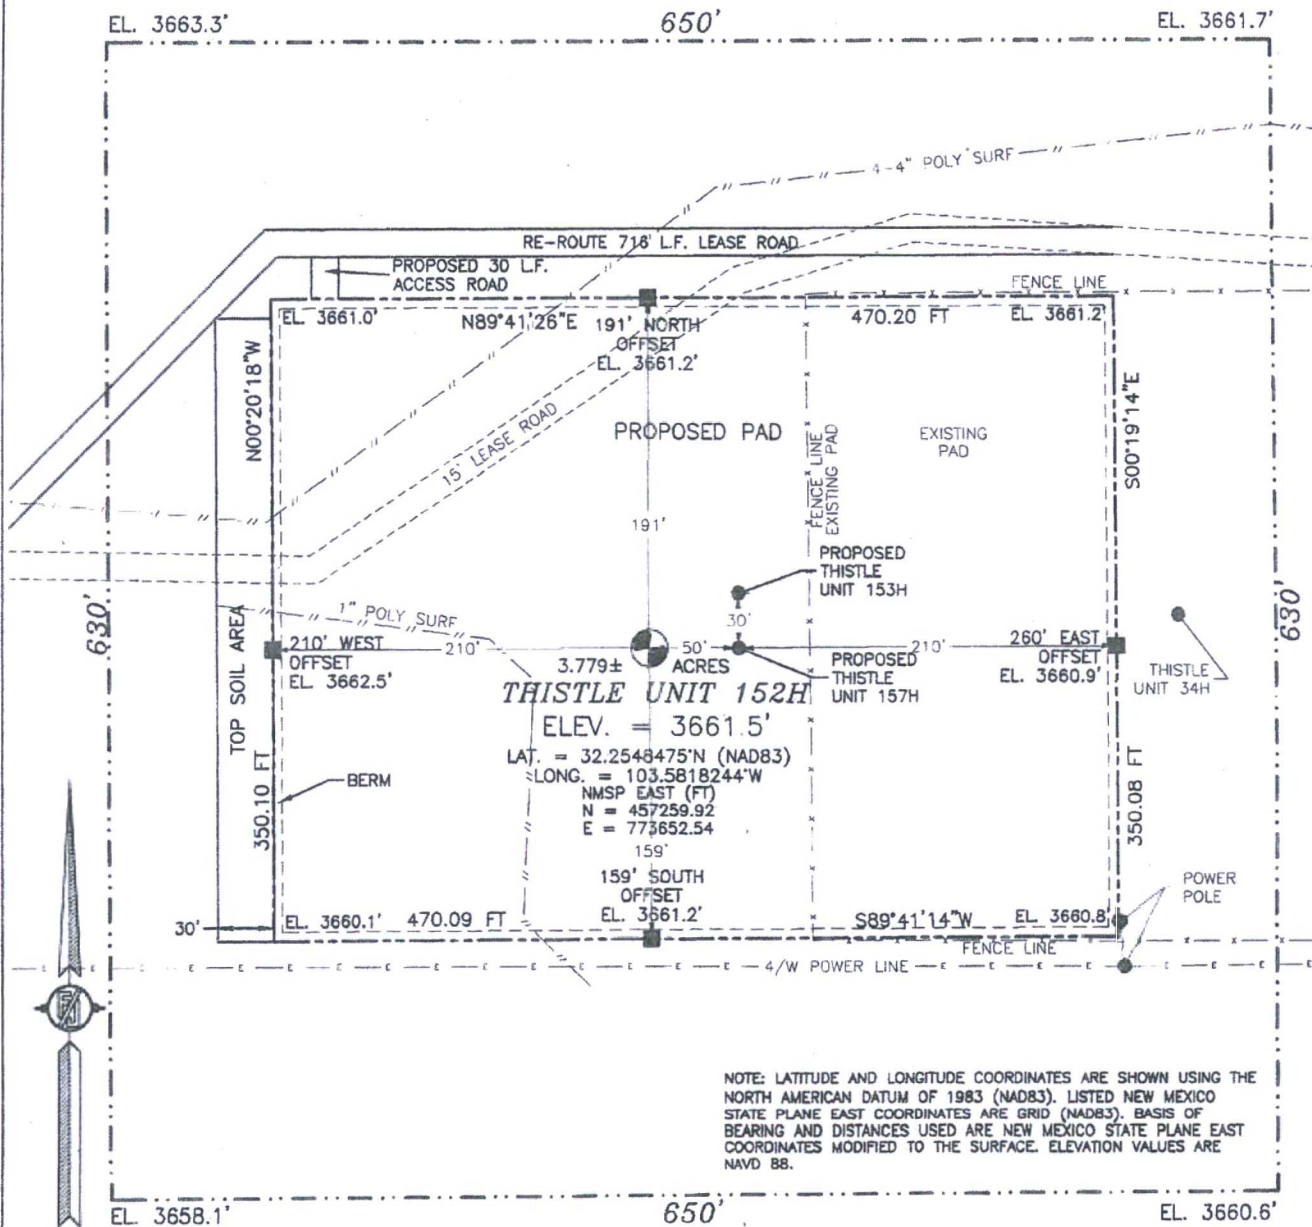 EL. 3663.3'
650'
EL. 3661.7'
4-4" POLY SURF
RE-ROUTE 716' L.F. LEASE ROAD
PROPOSED 30 L.F.
ACCESS ROAD
FENCE LINE
EL. 3661.0'
N89°41'26"E
191' NORTH
OFFSET
EL. 3661.2'
470.20 FT
EL. 3661.2'
N00°20'18"W
S00°19'14"E
PROPOSED PAD
EXISTING
PAD
15' LEASE ROAD
FENCE LINE
EXISTING PAD
191'
PROPOSED
THISTLE
UNIT 153H
30'
630'
630'
1" POLY SURF
TOP SOIL AREA
210' WEST
OFFSET
EL. 3662.5'
210'
50'
210'
260' EAST
OFFSET
EL. 3660.9'
3.779± ACRES
PROPOSED
THISTLE
UNIT 157H
THISTLE
UNIT 34H
THISTLE UNIT 152H
ELEV. = 3661.5'
LAT. = 32.2548475°N (NAD83)
LONG. = 103.5818244°W
NMSP EAST (FT)
N = 457259.92
E = 773652.54
BERM
350.10 FT
350.08 FT
159'
159' SOUTH
OFFSET
EL. 3661.2'
POWER
POLE
30'
EL. 3660.1'
470.09 FT
S89°41'14"W
EL. 3660.8'
FENCE LINE
E E E E E E E E E 4/W POWER LINE E E E E E E E
NOTE: LATITUDE AND LONGITUDE COORDINATES ARE SHOWN USING THE
NORTH AMERICAN DATUM OF 1983 (NAD83). LISTED NEW MEXICO
STATE PLANE EAST COORDINATES ARE GRID (NAD83). BASIS OF
BEARING AND DISTANCES USED ARE NEW MEXICO STATE PLANE EAST
COORDINATES MODIFIED TO THE SURFACE. ELEVATION VALUES ARE
NAVD 88.
EL. 3658.1'
650'
EL. 3660.6'